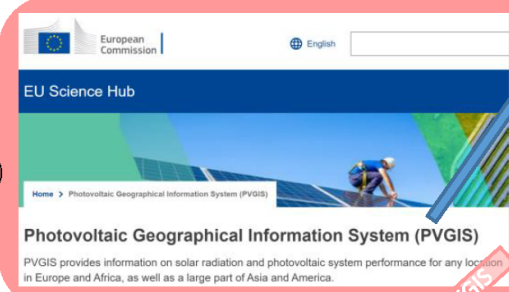 European
Commission
English
EU Science Hub
Home > Photovoltaic Geographical Information System (PVGIS)
Photovoltaic Geographical Information System (PVGIS)
PVGIS provides information on solar radiation and photovoltaic system performance for any location
in Europe and Africa, as well as a large part of Asia and America.
GIS